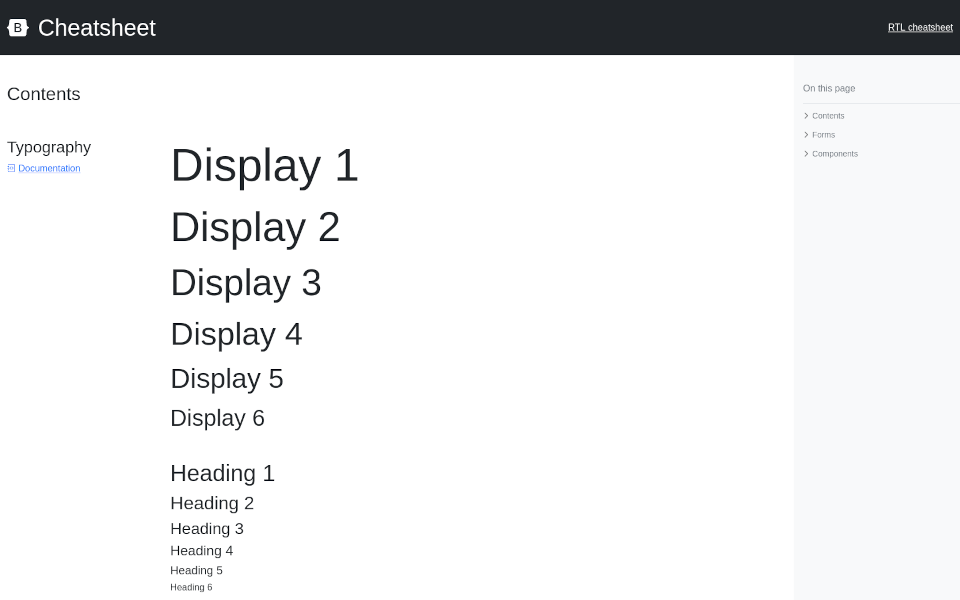 B Cheatsheet
RTL cheatsheet
Contents
Typography
Documentation
Display 1
Display 2
Display 3
Display 4
Display 5
Display 6
Heading 1
Heading 2
Heading 3
Heading 4
Heading 5
Heading 6
On this page
Contents
Forms
Components